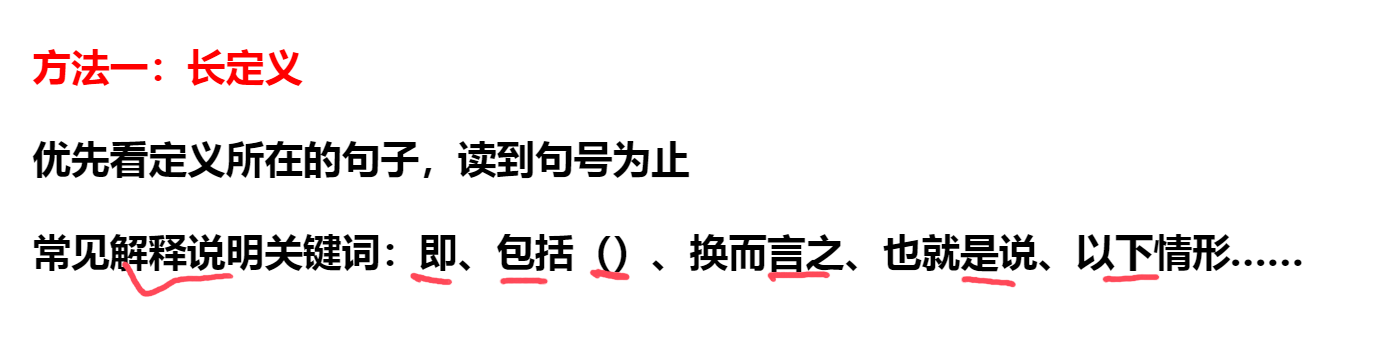 方法一：长定义
优先看定义所在的句子，读到句号为止
常见解释说明关键词：即、包括（）、换而言之、也就是说、以下情形……